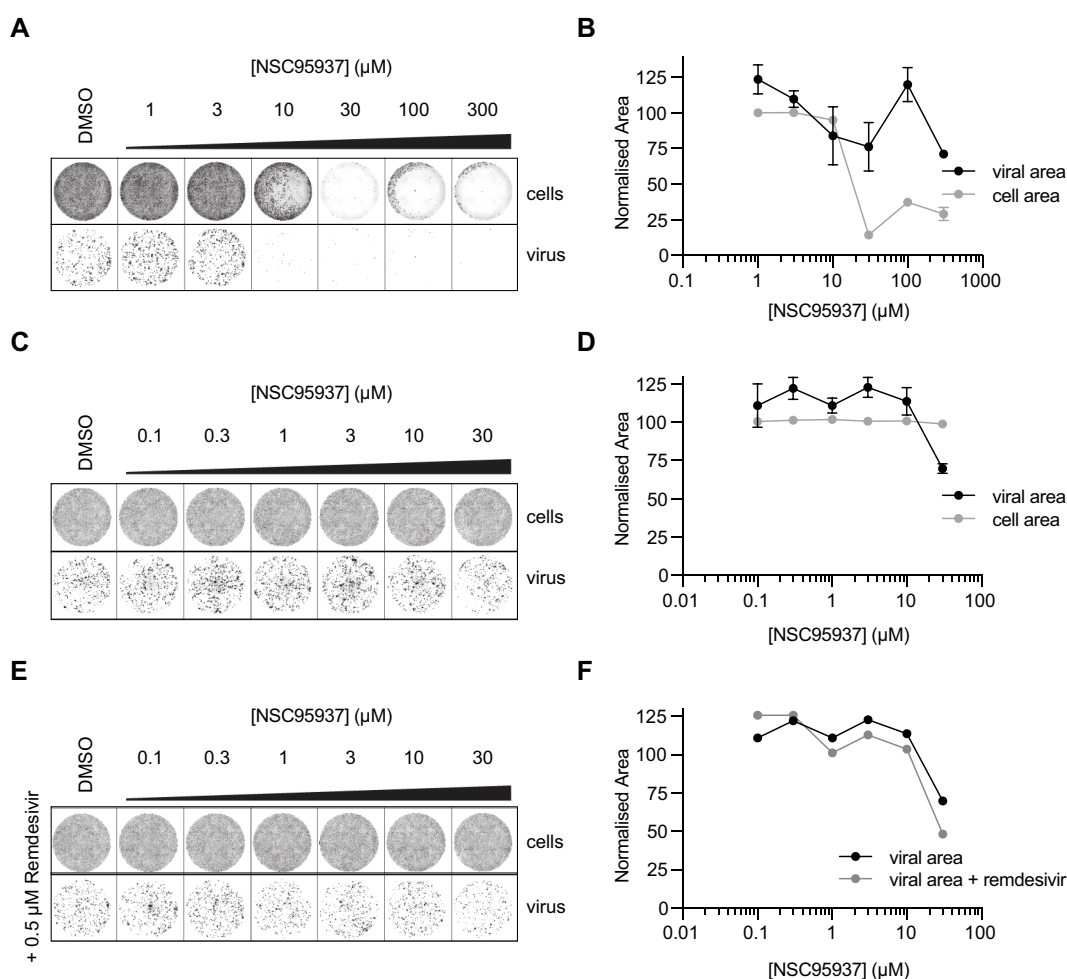 A
[NSC95937] (µM)
DMSO
1 3 10 30 100 300
cells
virus
B
Normalised Area
125
100
75
50
25
0
0.1 1 10 100 1000
[NSC95937] (µM)
viral area
cell area
C
[NSC95937] (µM)
DMSO
0.1 0.3 1 3 10 30
cells
virus
D
Normalised Area
125
100
75
50
25
0
0.01 0.1 1 10 100
[NSC95937] (µM)
viral area
cell area
E
+ 0.5 µM Remdesivir
[NSC95937] (µM)
DMSO
0.1 0.3 1 3 10 30
cells
virus
F
Normalised Area
125
100
75
50
25
0
0.01 0.1 1 10 100
[NSC95937] (µM)
viral area
viral area + remdesivir